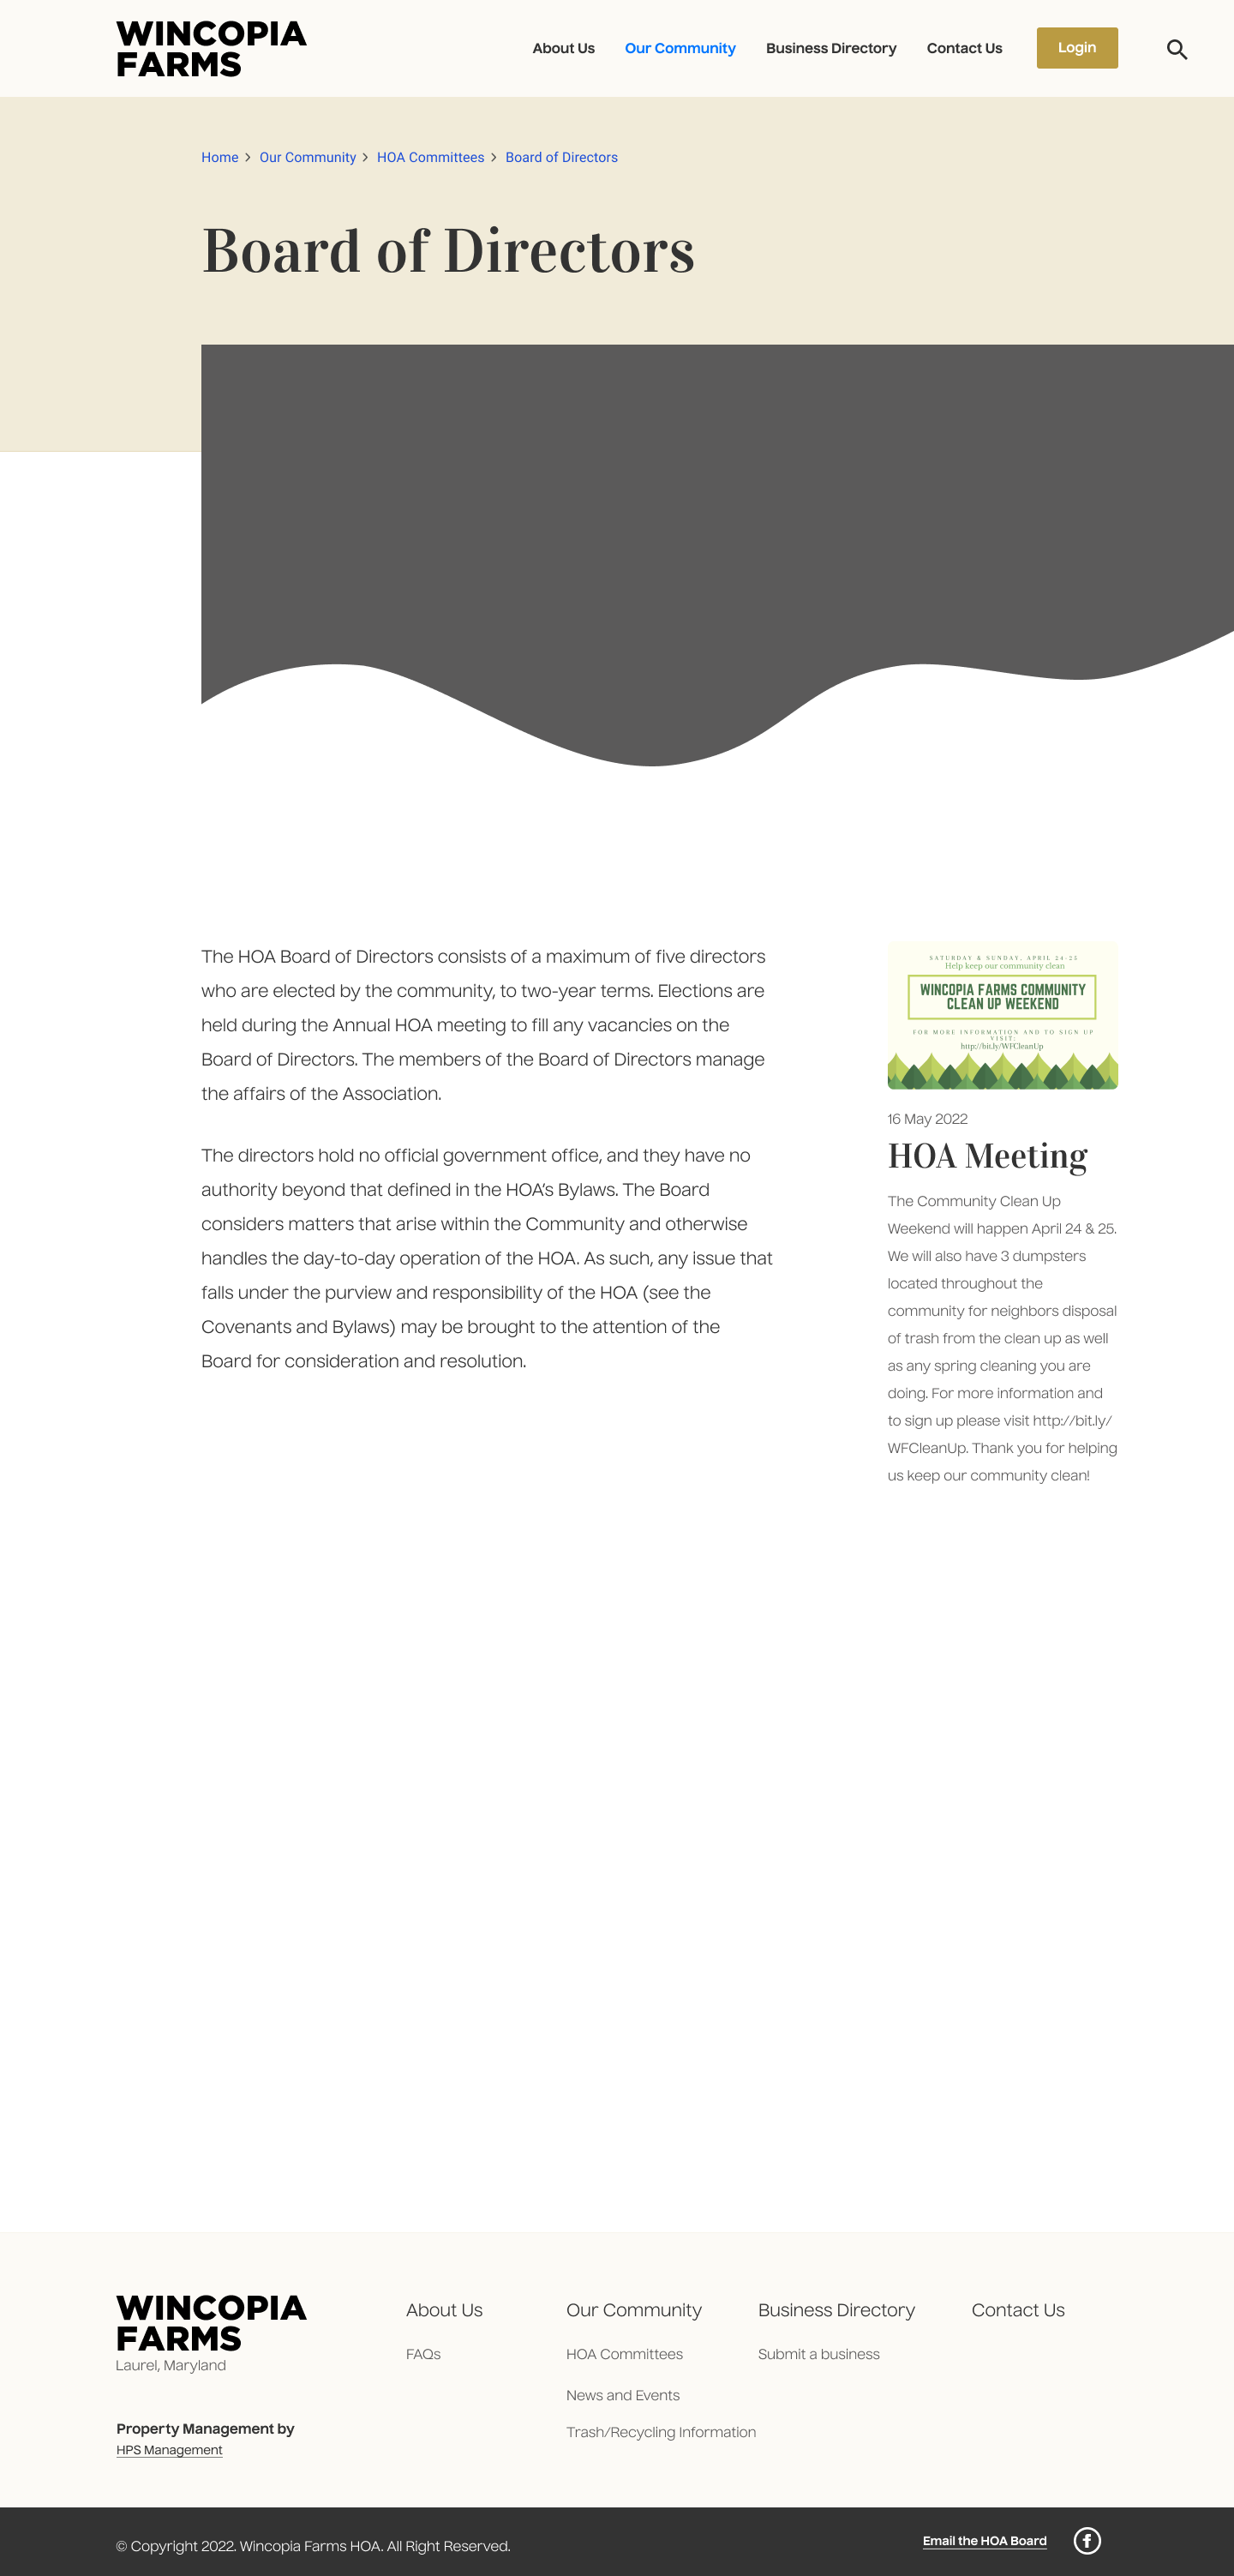 WINCOPIA
FARMS
About Us
Our Community
Business Directory
Contact Us
Login
Home > Our Community > HOA Committees > Board of Directors
Board of Directors
The HOA Board of Directors consists of a maximum of five directors
who are elected by the community, to two-year terms. Elections are
held during the Annual HOA meeting to fill any vacancies on the
Board of Directors. The members of the Board of Directors manage
the affairs of the Association.
The directors hold no official government office, and they have no
authority beyond that defined in the HOA’s Bylaws. The Board
considers matters that arise within the Community and otherwise
handles the day-to-day operation of the HOA. As such, any issue that
falls under the purview and responsibility of the HOA (see the
Covenants and Bylaws) may be brought to the attention of the
Board for consideration and resolution.
SATURDAY & SUNDAY, APRIL 24-25
Help keep our community clean
WINCOPIA FARMS COMMUNITY
CLEAN UP WEEKEND
FOR MORE INFORMATION AND TO SIGN UP
VISIT:
http://bit.ly/WFCleanUp
16 May 2022
HOA Meeting
The Community Clean Up
Weekend will happen April 24 & 25.
We will also have 3 dumpsters
located throughout the
community for neighbors disposal
of trash from the clean up as well
as any spring cleaning you are
doing. For more information and
to sign up please visit http://bit.ly/
WFCleanUp. Thank you for helping
us keep our community clean!
WINCOPIA
FARMS
Laurel, Maryland
Property Management by
HPS Management
About Us
FAQs
Our Community
HOA Committees
News and Events
Trash/Recycling Information
Business Directory
Submit a business
Contact Us
© Copyright 2022. Wincopia Farms HOA. All Right Reserved.
Email the HOA Board